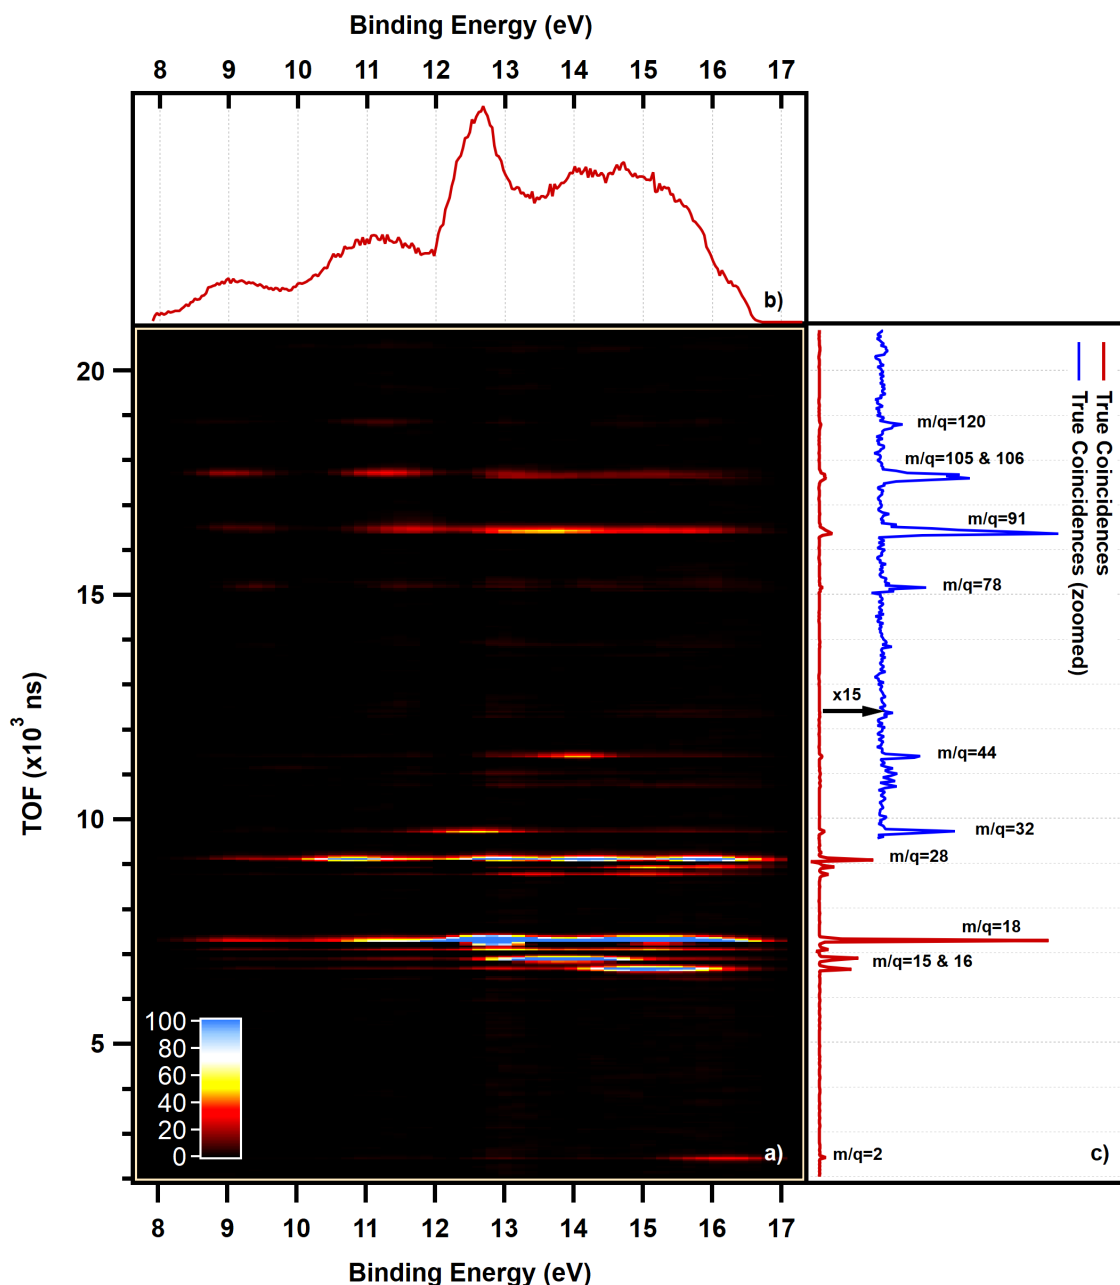 Binding Energy (eV)
8 9 10 11 12 13 14 15 16 17
b)
True Coincidences
True Coincidences (zoomed)
m/q=120
m/q=105 & 106
m/q=91
m/q=78
x15
m/q=44
m/q=32
m/q=28
m/q=18
m/q=15 & 16
m/q=2
c)
TOF (x10³ ns)
20
15
10
5
100
80
60
40
20
0
a)
8 9 10 11 12 13 14 15 16 17
Binding Energy (eV)